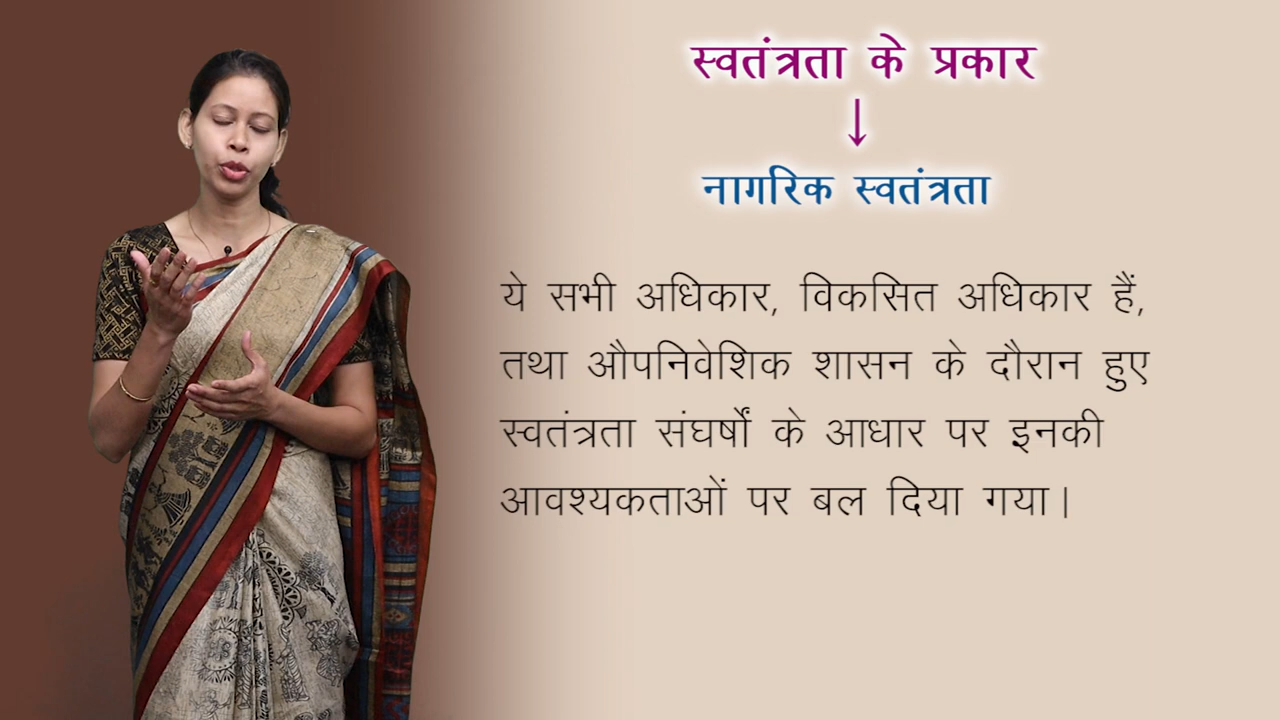 स्वतंत्रता के प्रकार
↓
नागरिक स्वतंत्रता
ये सभी अधिकार, विकसित अधिकार हैं,
तथा औपनिवेशिक शासन के दौरान हुए
स्वतंत्रता संघर्षों के आधार पर इनकी
आवश्यकताओं पर बल दिया गया।